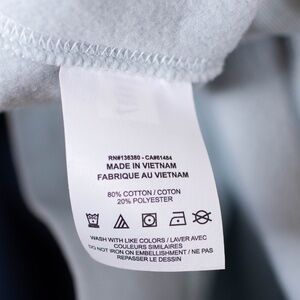 RN#136380 - CA#61484
MADE IN VIETNAM
FABRIQUE AU VIETNAM
80% COTTON / COTON
20% POLYESTER
WASH WITH LIKE COLORS / LAVER AVEC
COULEURS SIMILAIRES
DO NOT IRON ON EMBELLISHMENT / NE PAS
REPASSER LE DESSIN